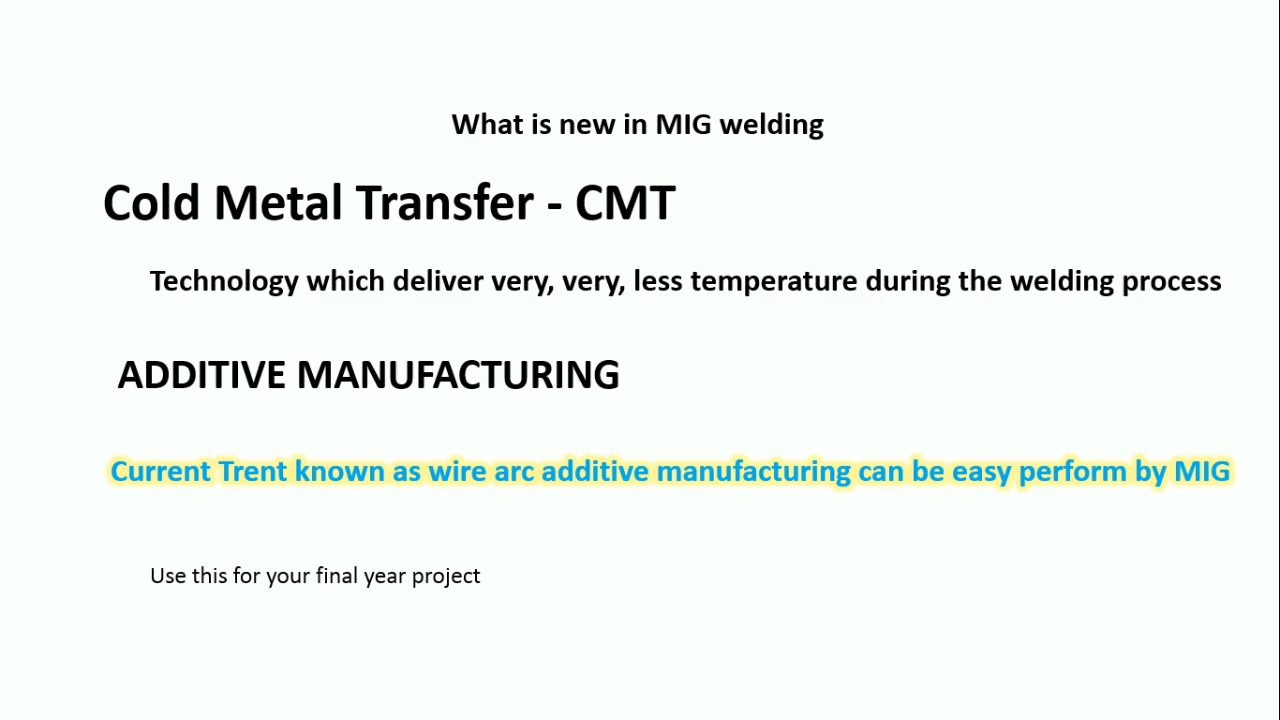 What is new in MIG welding
Cold Metal Transfer - CMT
Technology which deliver very, very, less temperature during the welding process
ADDITIVE MANUFACTURING
Current Trent known as wire arc additive manufacturing can be easy perform by MIG
Use this for your final year project